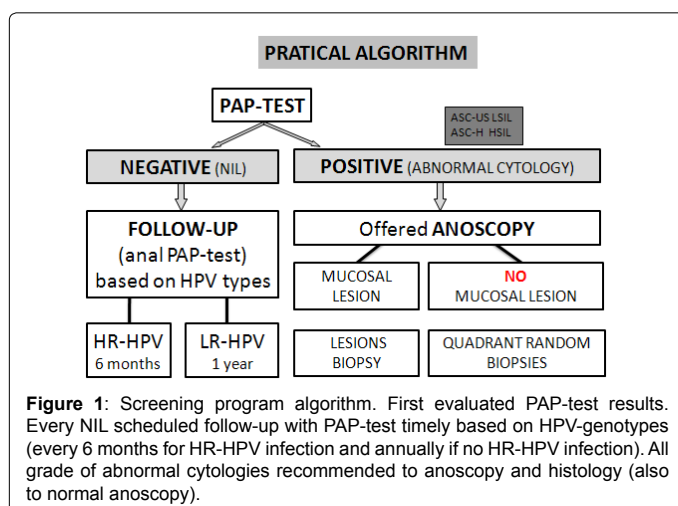 PRATICAL ALGORITHM
PAP-TEST
ASC-US LSIL
ASC-H HSIL
NEGATIVE (NIL)
POSITIVE (ABNORMAL CYTOLOGY)
FOLLOW-UP
(anal PAP-test)
based on HPV types
Offered ANOSCOPY
MUCOSAL
LESION
NO
MUCOSAL LESION
HR-HPV
6 months
LR-HPV
1 year
LESIONS
BIOPSY
QUADRANT RANDOM
BIOPSIES
Figure 1: Screening program algorithm. First evaluated PAP-test results.
Every NIL scheduled follow-up with PAP-test timely based on HPV-genotypes
(every 6 months for HR-HPV infection and annually if no HR-HPV infection). All
grade of abnormal cytologies recommended to anoscopy and histology (also
to normal anoscopy).